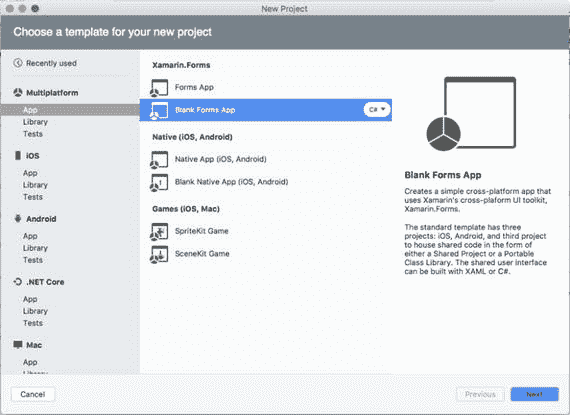 New Project
Choose a template for your new project
Recently used
Multiplatform
App
Library
Tests
iOS
App
Library
Tests
Android
App
Library
Tests
.NET Core
App
Library
Tests
Mac
App
Library
Xamarin.Forms
Forms App
Blank Forms App
C#
Native (iOS, Android)
Native App (iOS, Android)
Blank Native App (iOS, Android)
Games (iOS, Mac)
SpriteKit Game
SceneKit Game
Blank Forms App
Creates a simple cross-platform app that
uses Xamarin's cross-plaform UI toolkit,
Xamarin.Forms.
The standard template has three
projects: iOS, Android, and third project
to house shared code in the form of
either a Shared Project or a Portable
Class Library. The shared user interface
can be built with XAML or C#.
Cancel
Previous
Next